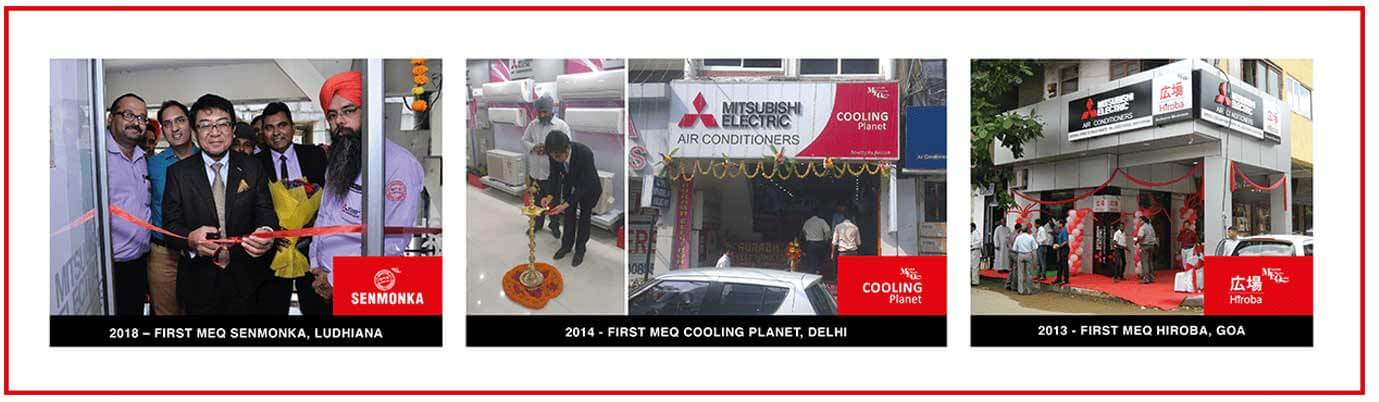 MITSUBISHI
SENMONKA
2018 – FIRST MEQ SENMONKA, LUDHIANA
MITSUBISHI
ELECTRIC
AIR CONDITIONERS
COOLING
Planet
COOLING
Planet
2014 - FIRST MEQ COOLING PLANET, DELHI
MITSUBISHI
ELECTRIC
AIR CONDITIONERS
広場
Hiroba
広場
Hiroba
2013 - FIRST MEQ HIROBA, GOA